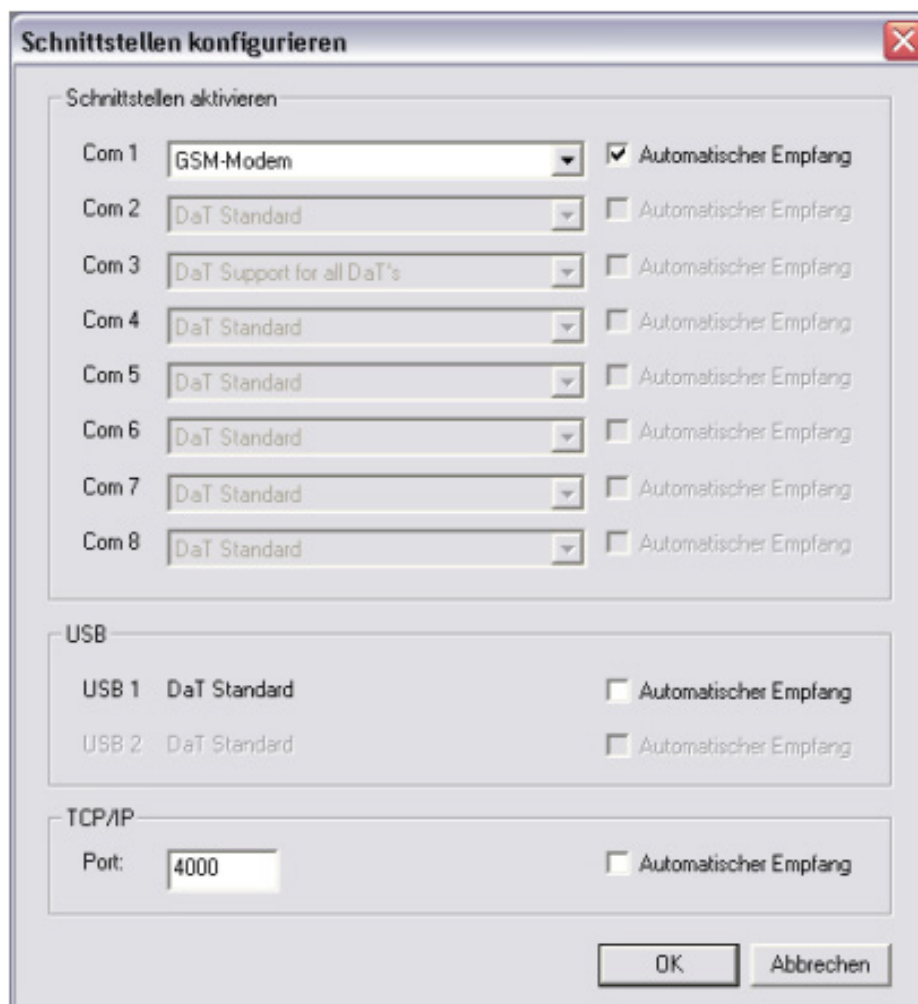 Schnittstellen konfigurieren
Schnittstellen aktivieren
Com 1 GSM-Modem Automatischer Empfang
Com 2 DaT Standard Automatischer Empfang
Com 3 DaT Support for all DaT's Automatischer Empfang
Com 4 DaT Standard Automatischer Empfang
Com 5 DaT Standard Automatischer Empfang
Com 6 DaT Standard Automatischer Empfang
Com 7 DaT Standard Automatischer Empfang
Com 8 DaT Standard Automatischer Empfang
USB
USB 1 DaT Standard Automatischer Empfang
USB 2 DaT Standard Automatischer Empfang
TCP/IP
Port: 4000 Automatischer Empfang
OK Abbrechen